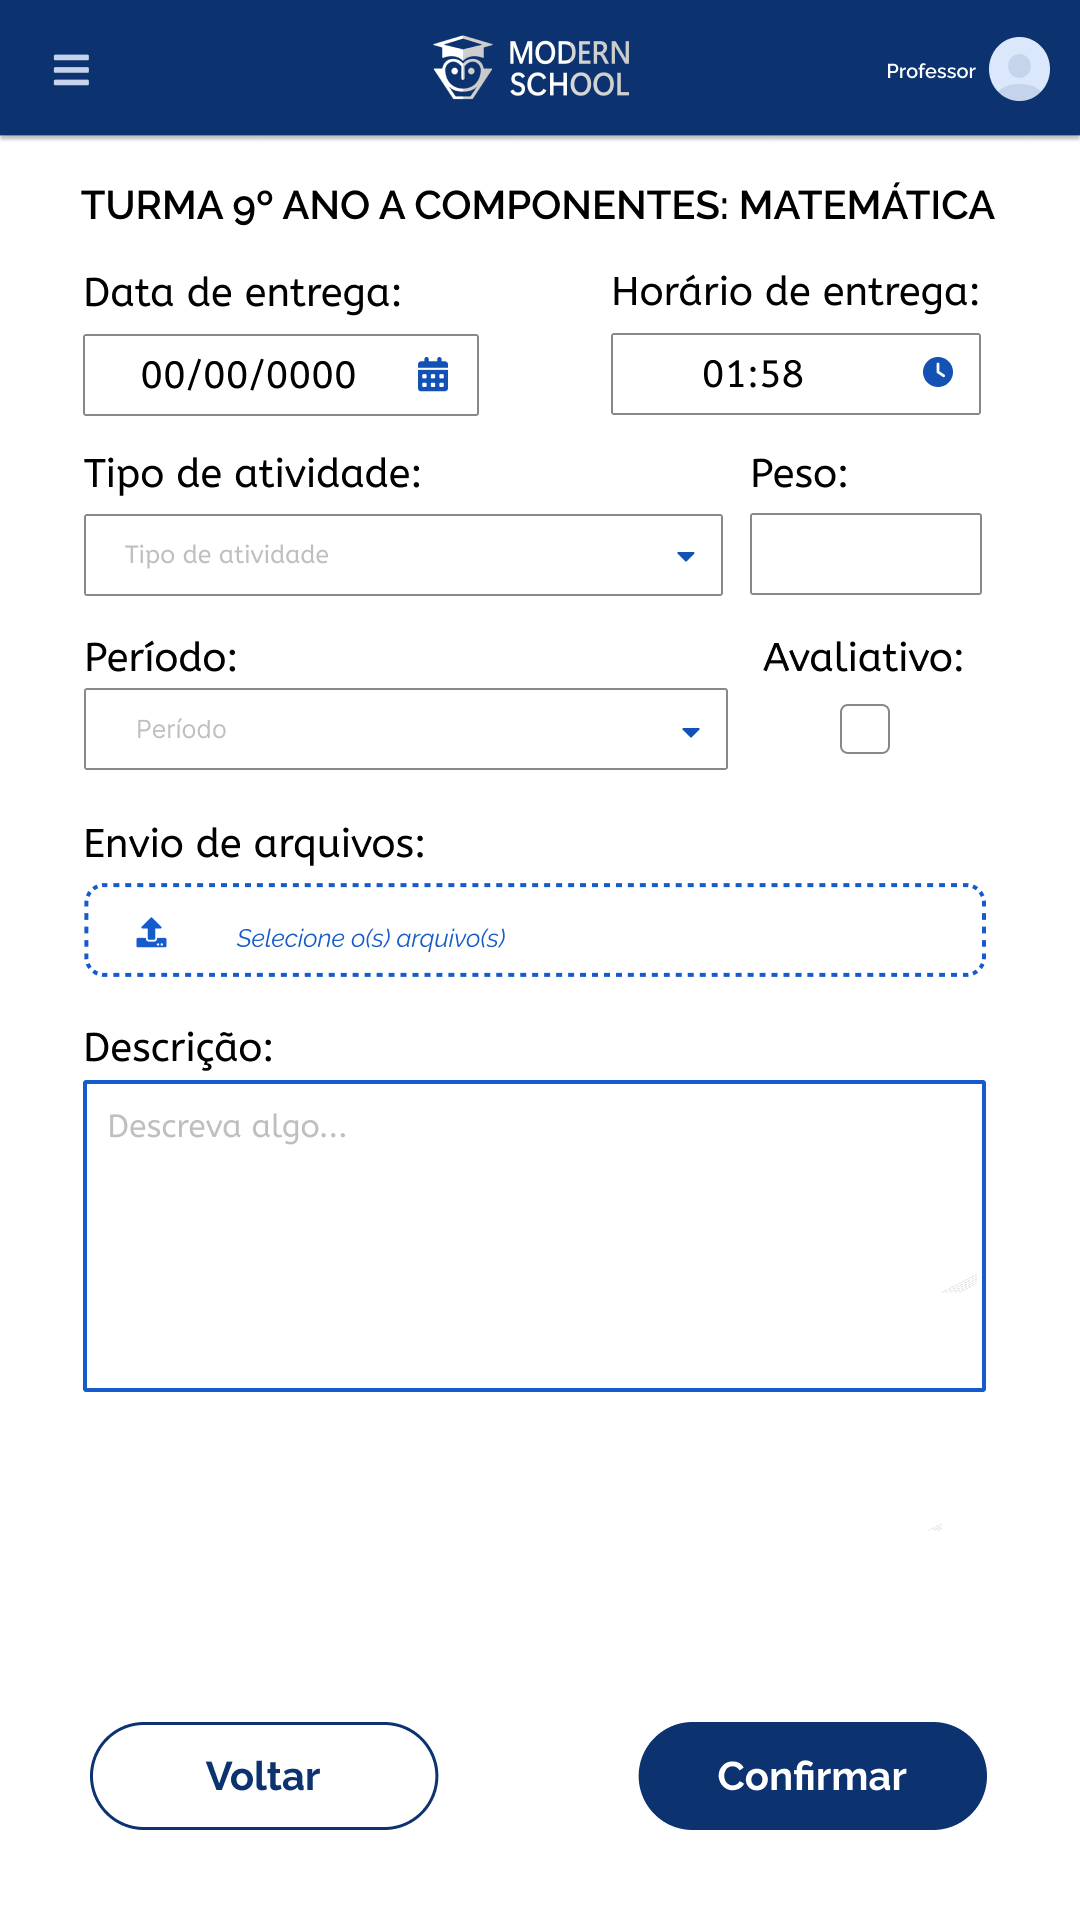 MODERN
SCHOOL
Professor
TURMA 9º ANO A COMPONENTES: MATEMÁTICA
Data de entrega:
Horário de entrega:
00/00/0000
01:58
Tipo de atividade:
Peso:
Tipo de atividade
Período:
Avaliativo:
Período
Envio de arquivos:
Selecione o(s) arquivo(s)
Descrição:
Descreva algo...
Voltar
Confirmar